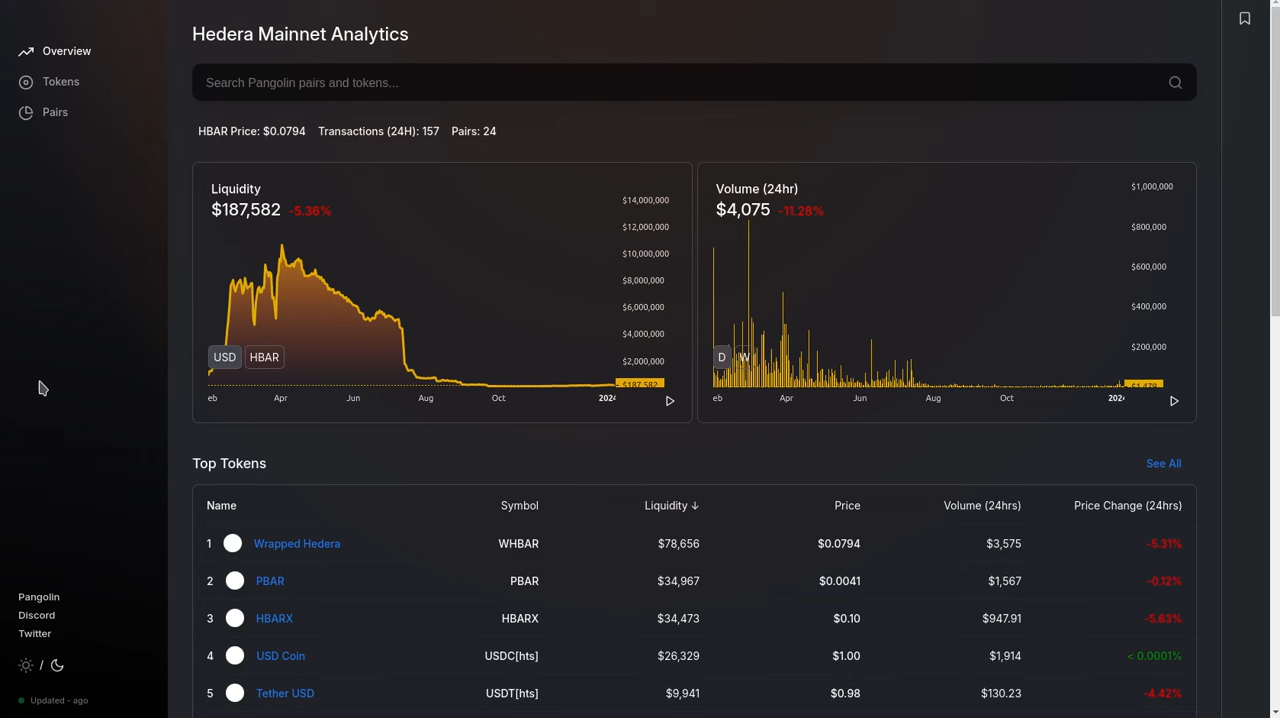 Overview
Tokens
Pairs
Pangolin
Discord
Twitter
/
Updated - ago
Hedera Mainnet Analytics
Search Pangolin pairs and tokens...
HBAR Price: $0.0794 Transactions (24H): 157 Pairs: 24
Liquidity
$187,582 -5.36%
$14,000,000
$12,000,000
$10,000,000
$8,000,000
$6,000,000
$4,000,000
$2,000,000
$187,582
USD HBAR
eb Apr Jun Aug Oct 2024
Volume (24hr)
$4,075 -11.28%
$1,000,000
$800,000
$600,000
$400,000
$200,000
$1,479
D W
eb Apr Jun Aug Oct 2024
Top Tokens See All
Name Symbol Liquidity ↓ Price Volume (24hrs) Price Change (24hrs)
1 Wrapped Hedera WHBAR $78,656 $0.0794 $3,575 -5.31%
2 PBAR PBAR $34,967 $0.0041 $1,567 -0.12%
3 HBARX HBARX $34,473 $0.10 $947.91 -5.63%
4 USD Coin USDC[hts] $26,329 $1.00 $1,914 < 0.0001%
5 Tether USD USDT[hts] $9,941 $0.98 $130.23 -4.42%